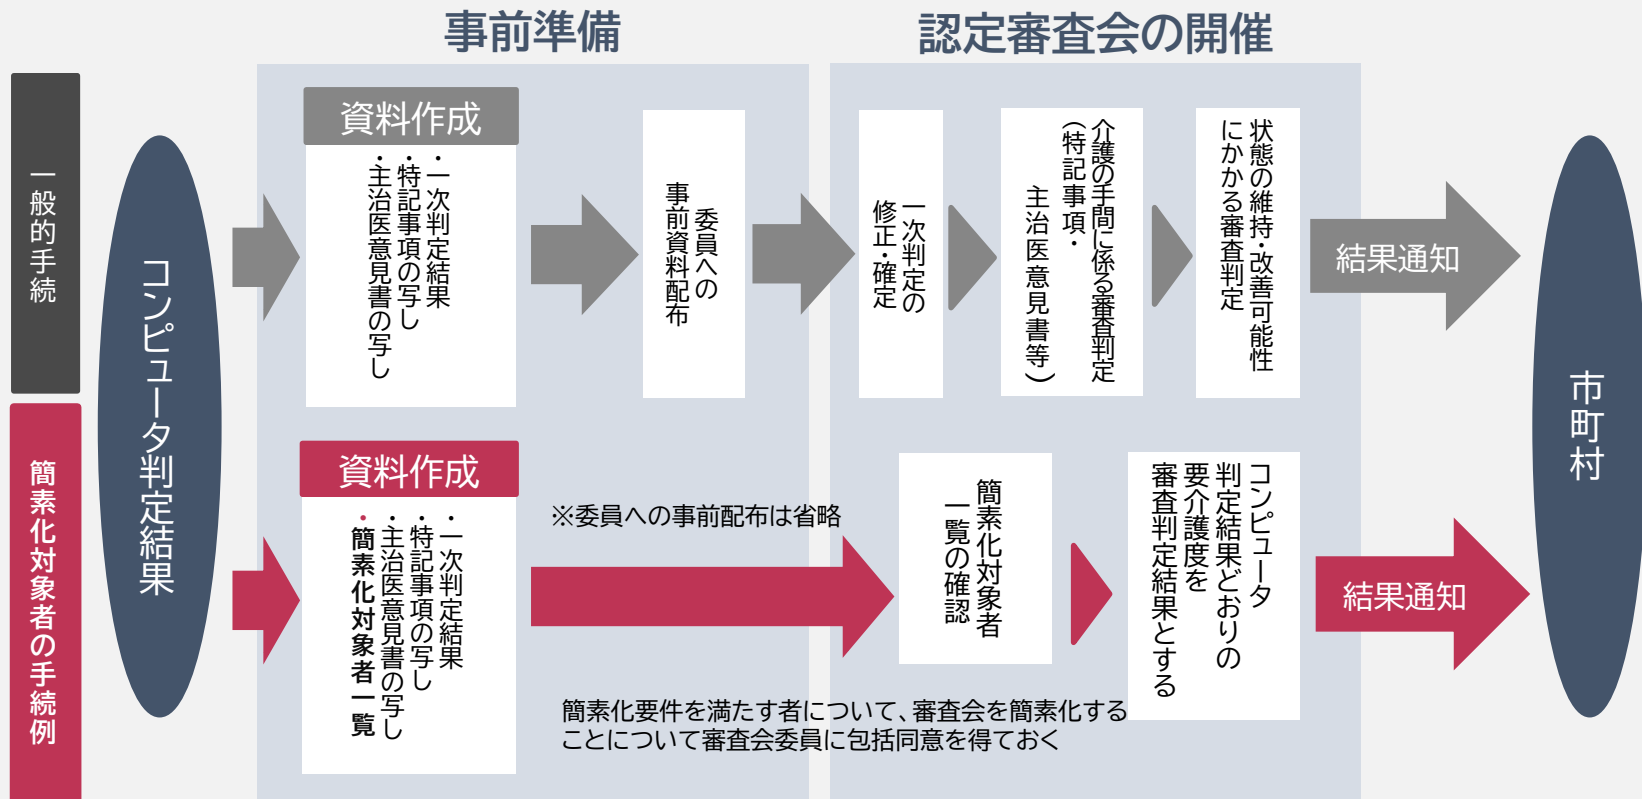 事前準備
認定審査会の開催
一般的手続
コンピュータ判定結果
資料作成
・一次判定結果
・特記事項の写し
・主治医意見書の写し
委員への
事前資料配布
一次判定の
修正・確定
介護の手間に係る審査判定
（特記事項・
主治医意見書等）
状態の維持・改善可能性
にかかる審査判定
結果通知
市町村
簡素化対象者の手続例
資料作成
・一次判定結果
・特記事項の写し
・主治医意見書の写し
・簡素化対象者一覧
※委員への事前配布は省略
簡素化対象者
一覧の確認
コンピュータ
判定結果どおりの
要介護度を
審査判定結果とする
結果通知
簡素化要件を満たす者について、審査会を簡素化する
ことについて審査会委員に包括同意を得ておく